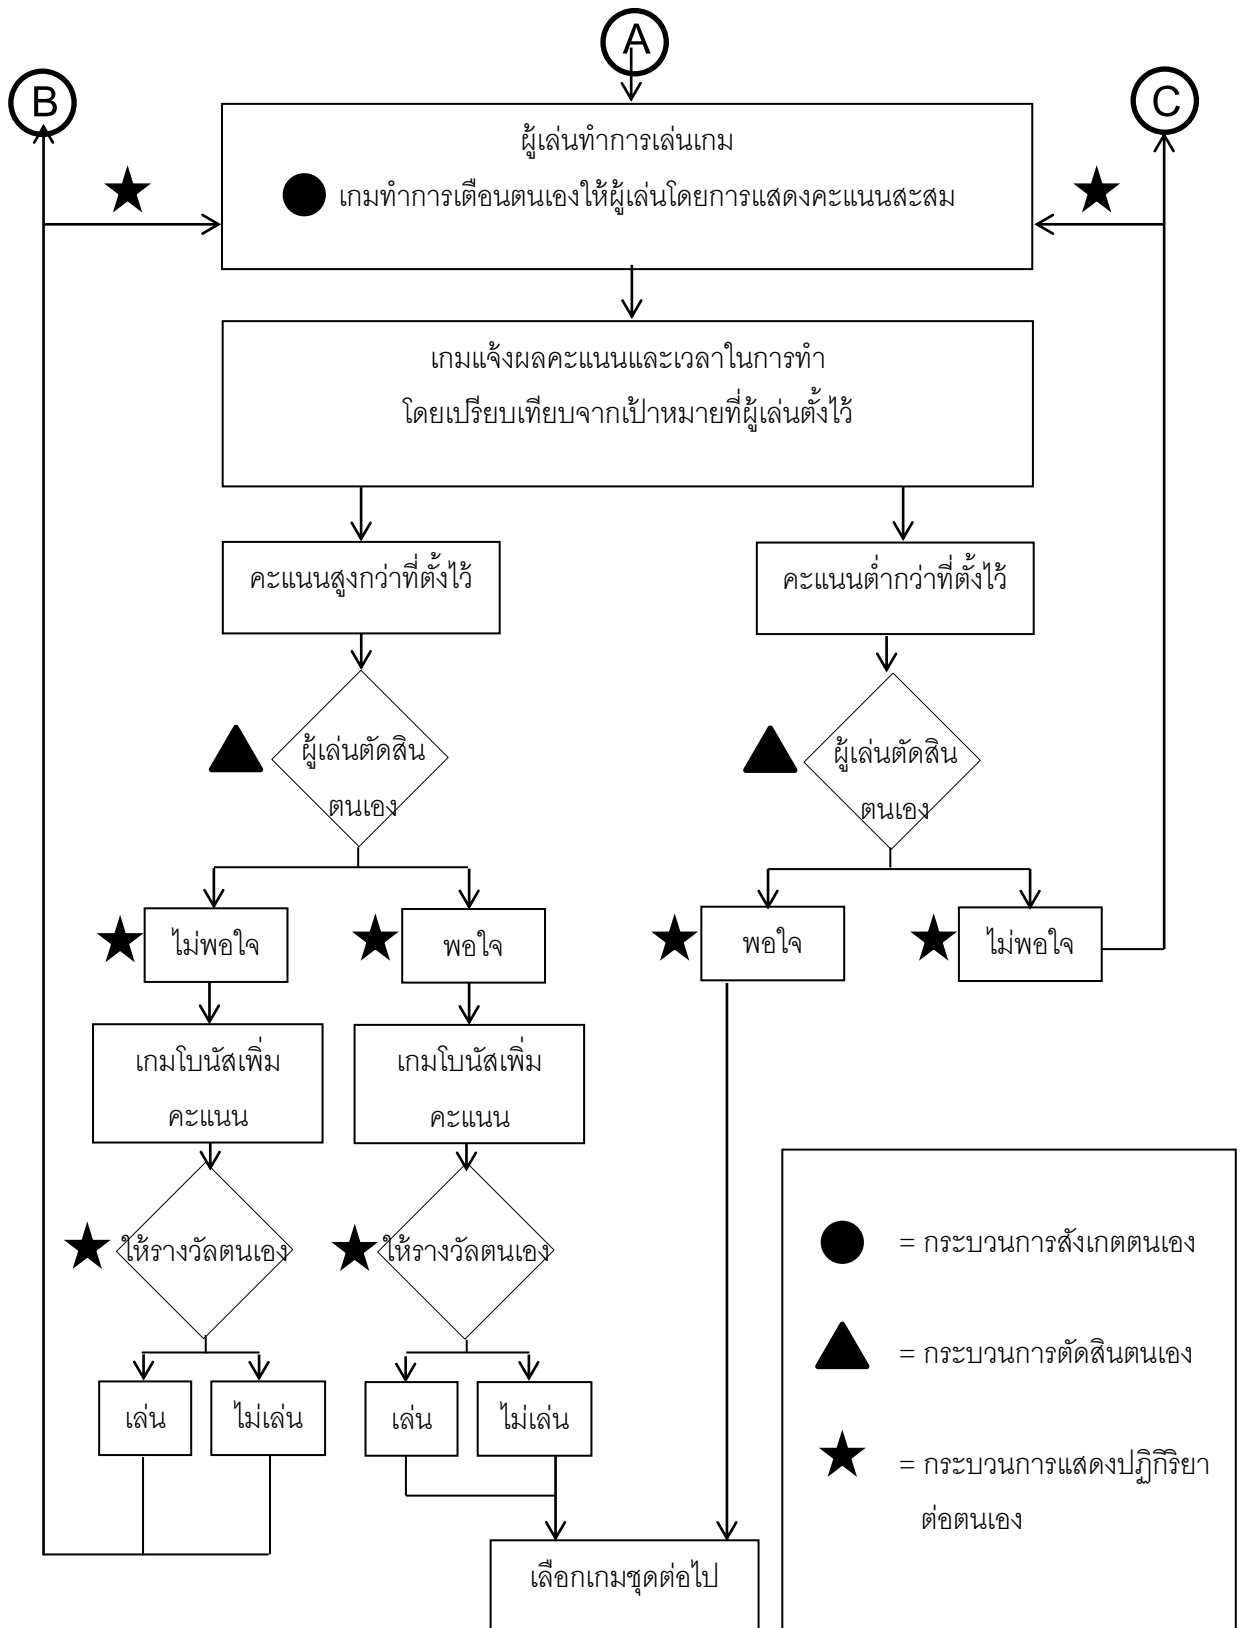 A
B
C
ผู้เล่นทำการเล่นเกม
เกมทำการเตือนตนเองให้ผู้เล่นโดยการแสดงคะแนนสะสม
เกมแจ้งผลคะแนนและเวลาในการทำ
โดยเปรียบเทียบจากเป้าหมายที่ผู้เล่นตั้งไว้
คะแนนสูงกว่าที่ตั้งไว้
คะแนนต่ำกว่าที่ตั้งไว้
ผู้เล่นตัดสิน
ตนเอง
ผู้เล่นตัดสิน
ตนเอง
ไม่พอใจ
พอใจ
พอใจ
ไม่พอใจ
เกมโบนัสเพิ่ม
คะแนน
เกมโบนัสเพิ่ม
คะแนน
ให้รางวัลตนเอง
ให้รางวัลตนเอง
เล่น
ไม่เล่น
เล่น
ไม่เล่น
เลือกเกมชุดต่อไป
= กระบวนการสังเกตตนเอง
= กระบวนการตัดสินตนเอง
= กระบวนการแสดงปฏิกิริยา
ต่อตนเอง